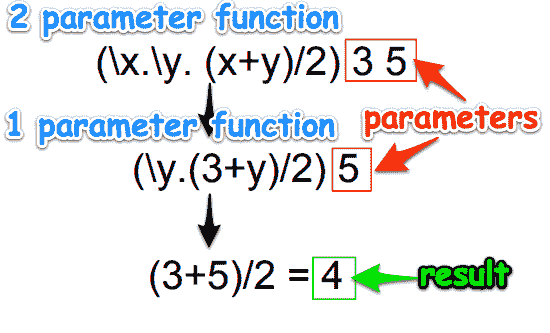 2 parameter function
(\x.\y. (x+y)/2) 3 5
1 parameter function
parameters
(\y.(3+y)/2) 5
(3+5)/2 = 4
result